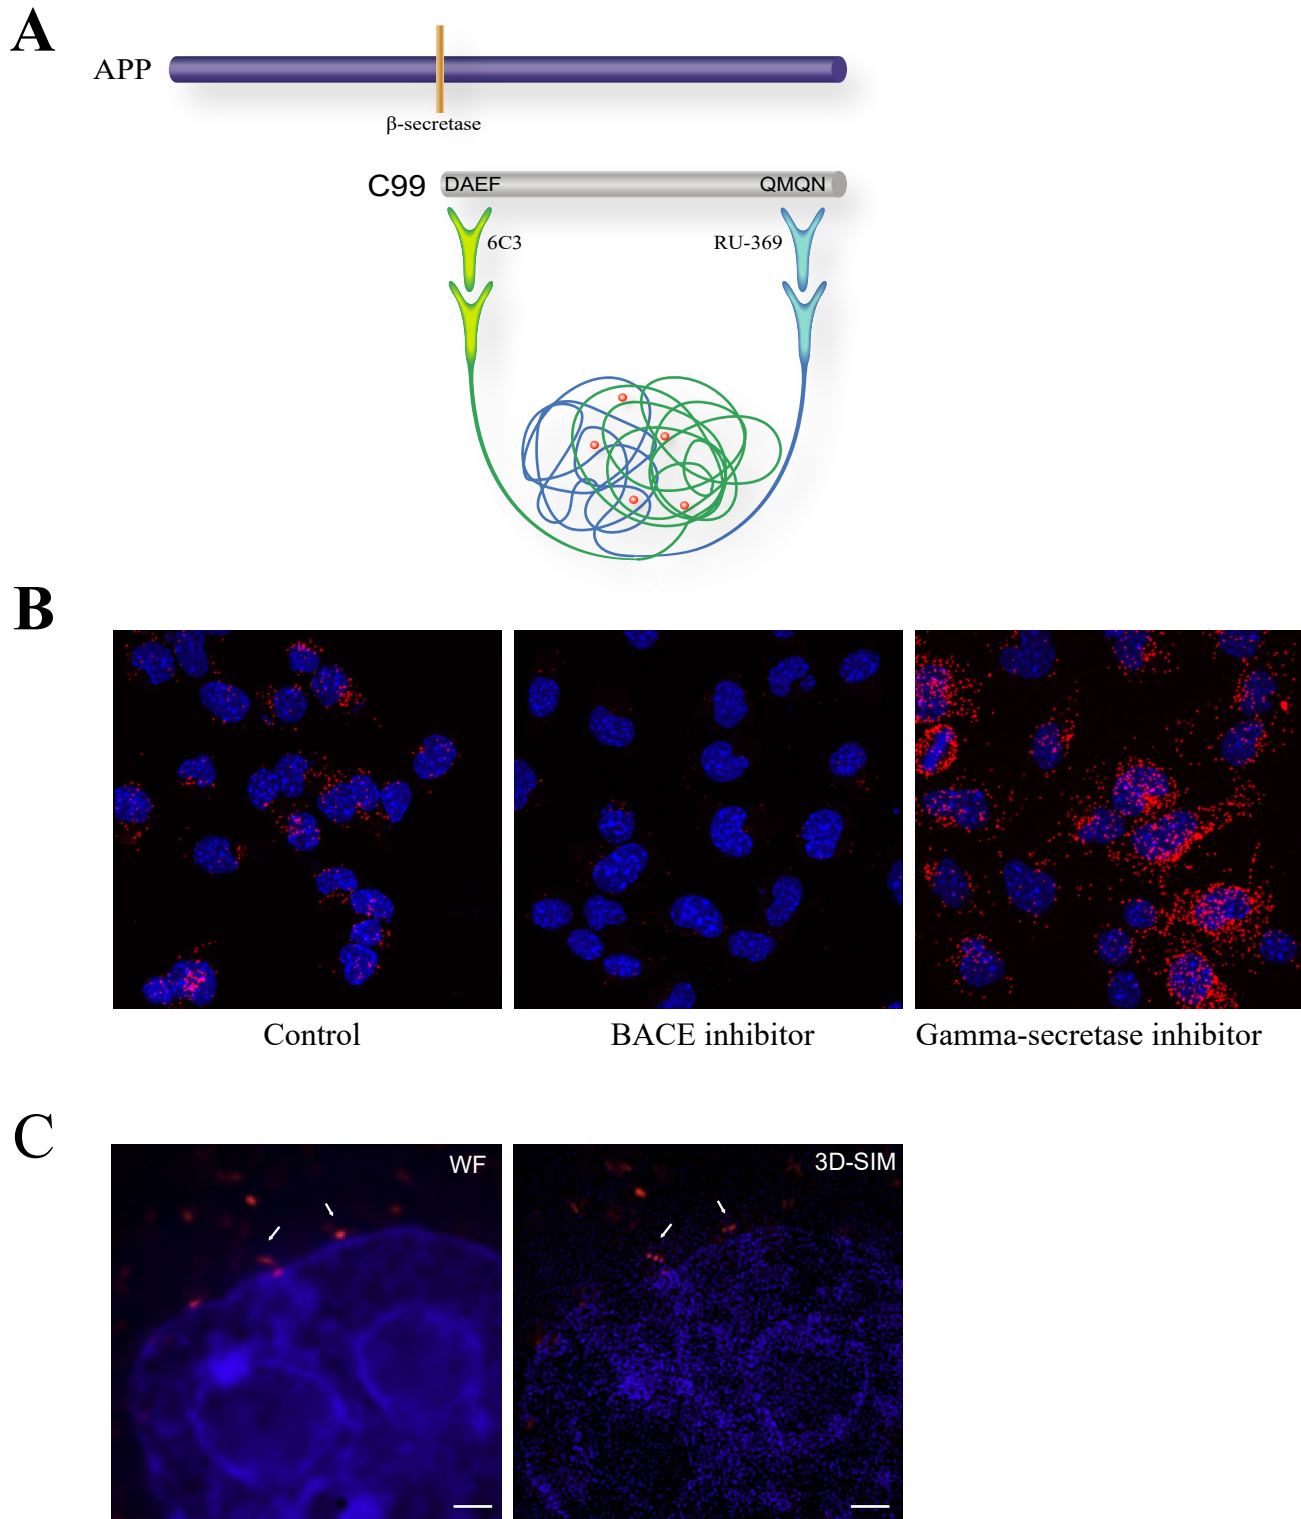 A
APP
β-secretase
C99
DAEF
QMQN
6C3
RU-369
B
Control
BACE inhibitor
Gamma-secretase inhibitor
C
WF
3D-SIM